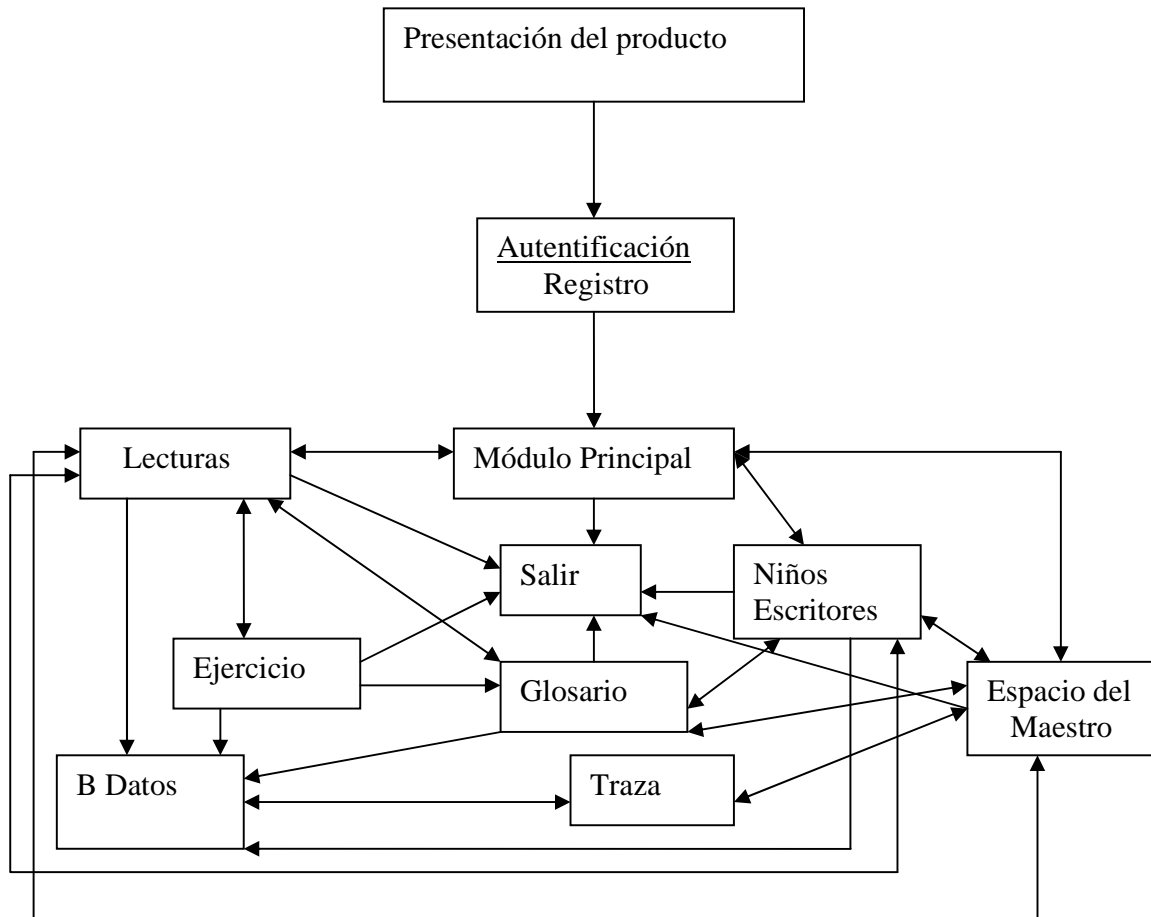 Presentación del producto
Autentificación
Registro
Lecturas
Módulo Principal
Salir
Niños
Escritores
Ejercicio
Glosario
Espacio del
Maestro
B Datos
Traza